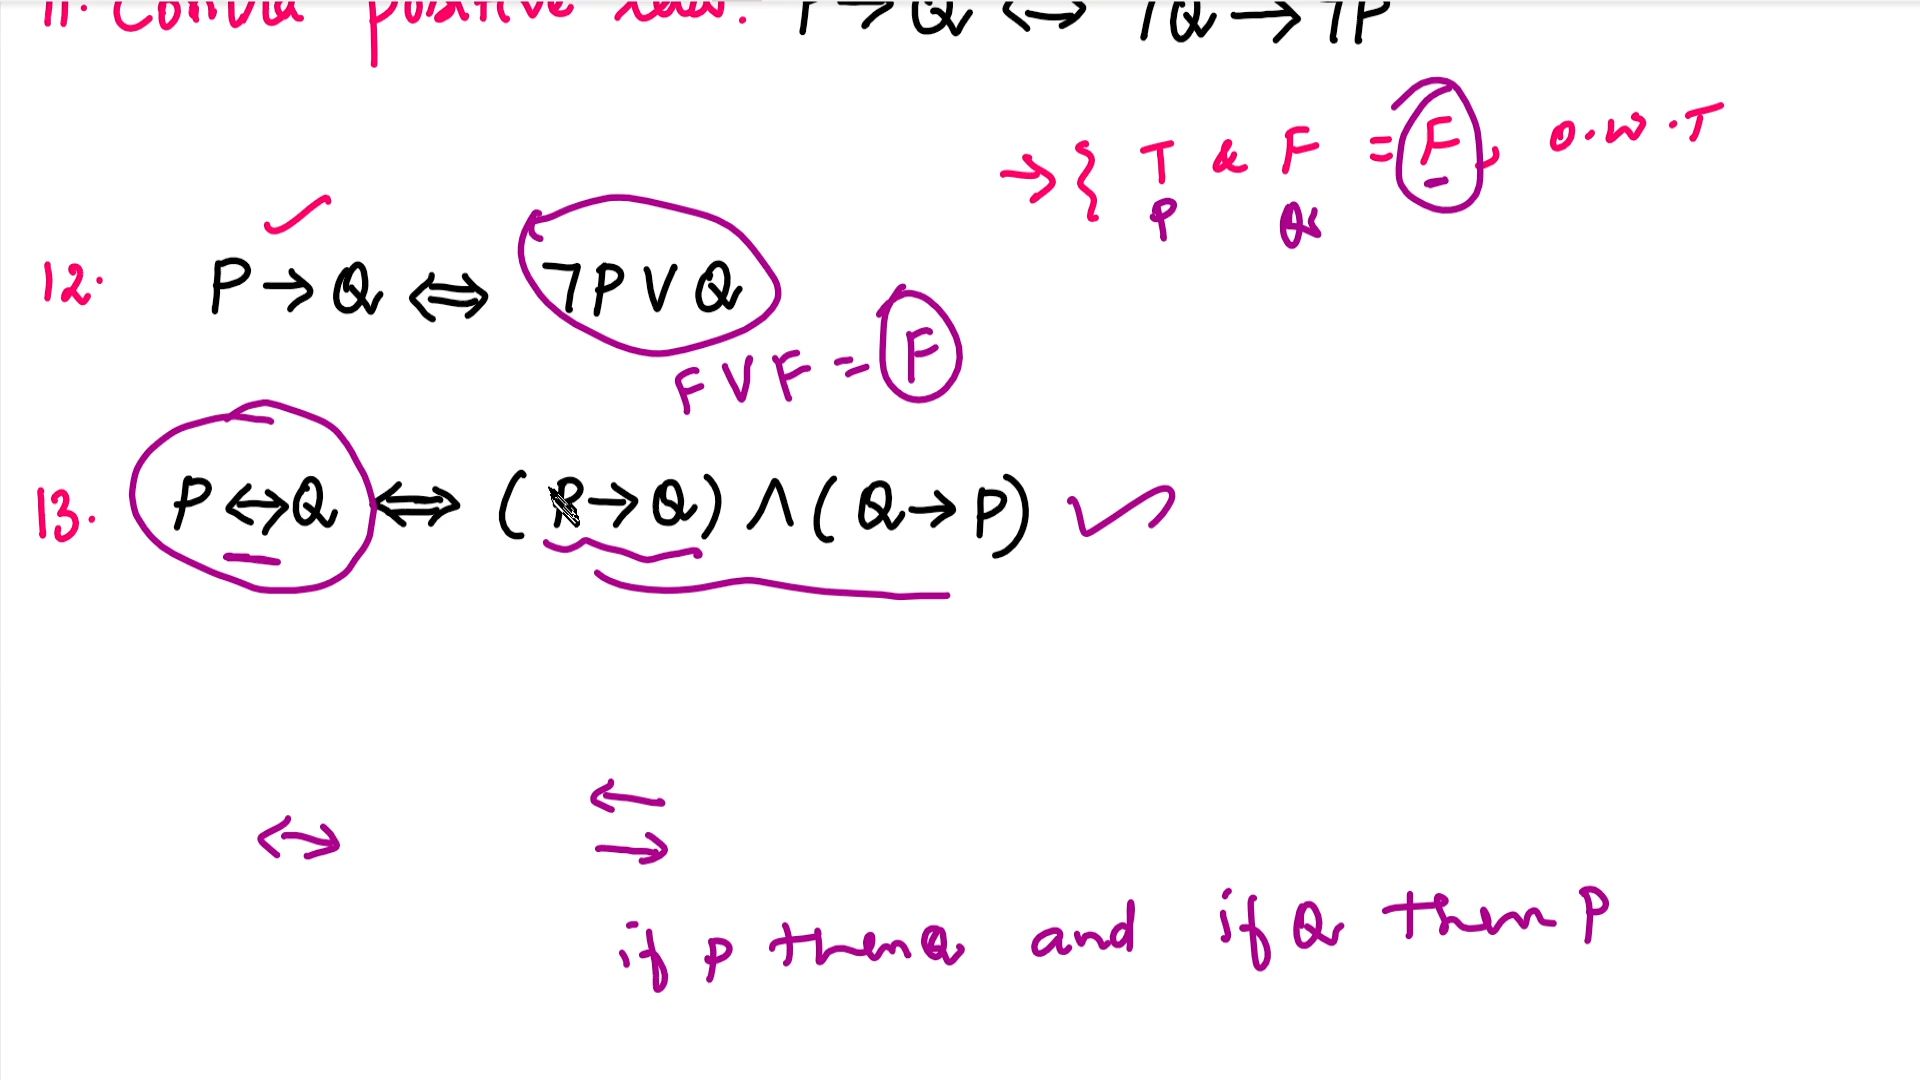 11. Contra positive law: P → Q ⇔ ¬Q → ¬P
→ { T & F = F, O.W.T
P Q
12. P → Q ⇔ ¬P ∨ Q
F ∨ F = F
13. P ↔ Q ⇔ (P → Q) ∧ (Q → P)
←
↔ →
if P then Q and if Q then P